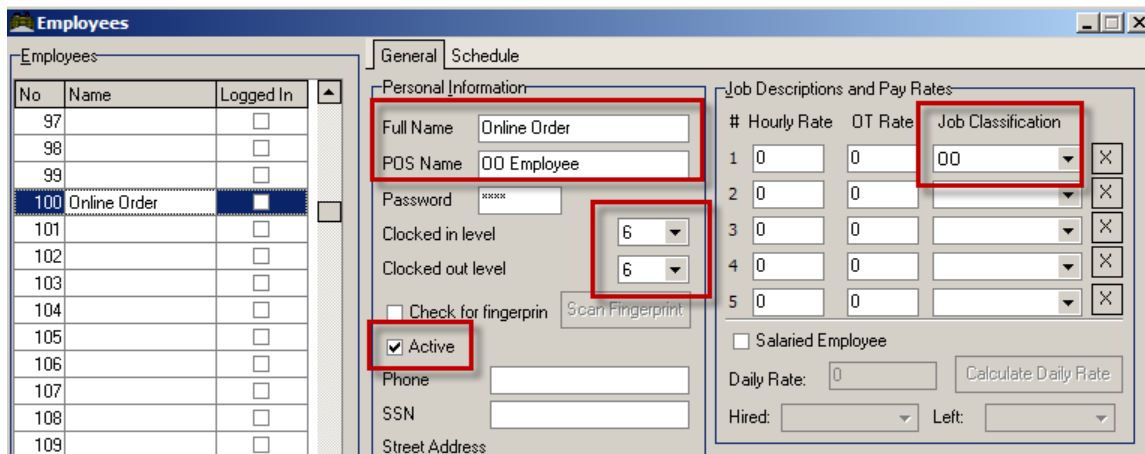 Employees
Employees
No Name Logged In
97
98
99
100 Online Order
101
102
103
104
105
106
107
108
109
General Schedule
Personal Information
Full Name Online Order
POS Name OO Employee
Password ****
Clocked in level 6
Clocked out level 6
Check for fingerprin Scan Fingerprint
Active
Phone
SSN
Street Address
Job Descriptions and Pay Rates
# Hourly Rate OT Rate Job Classification
1 0 0 OO X
2 0 0 X
3 0 0 X
4 0 0 X
5 0 0 X
Salaried Employee
Daily Rate: 0 Calculate Daily Rate
Hired: Left: